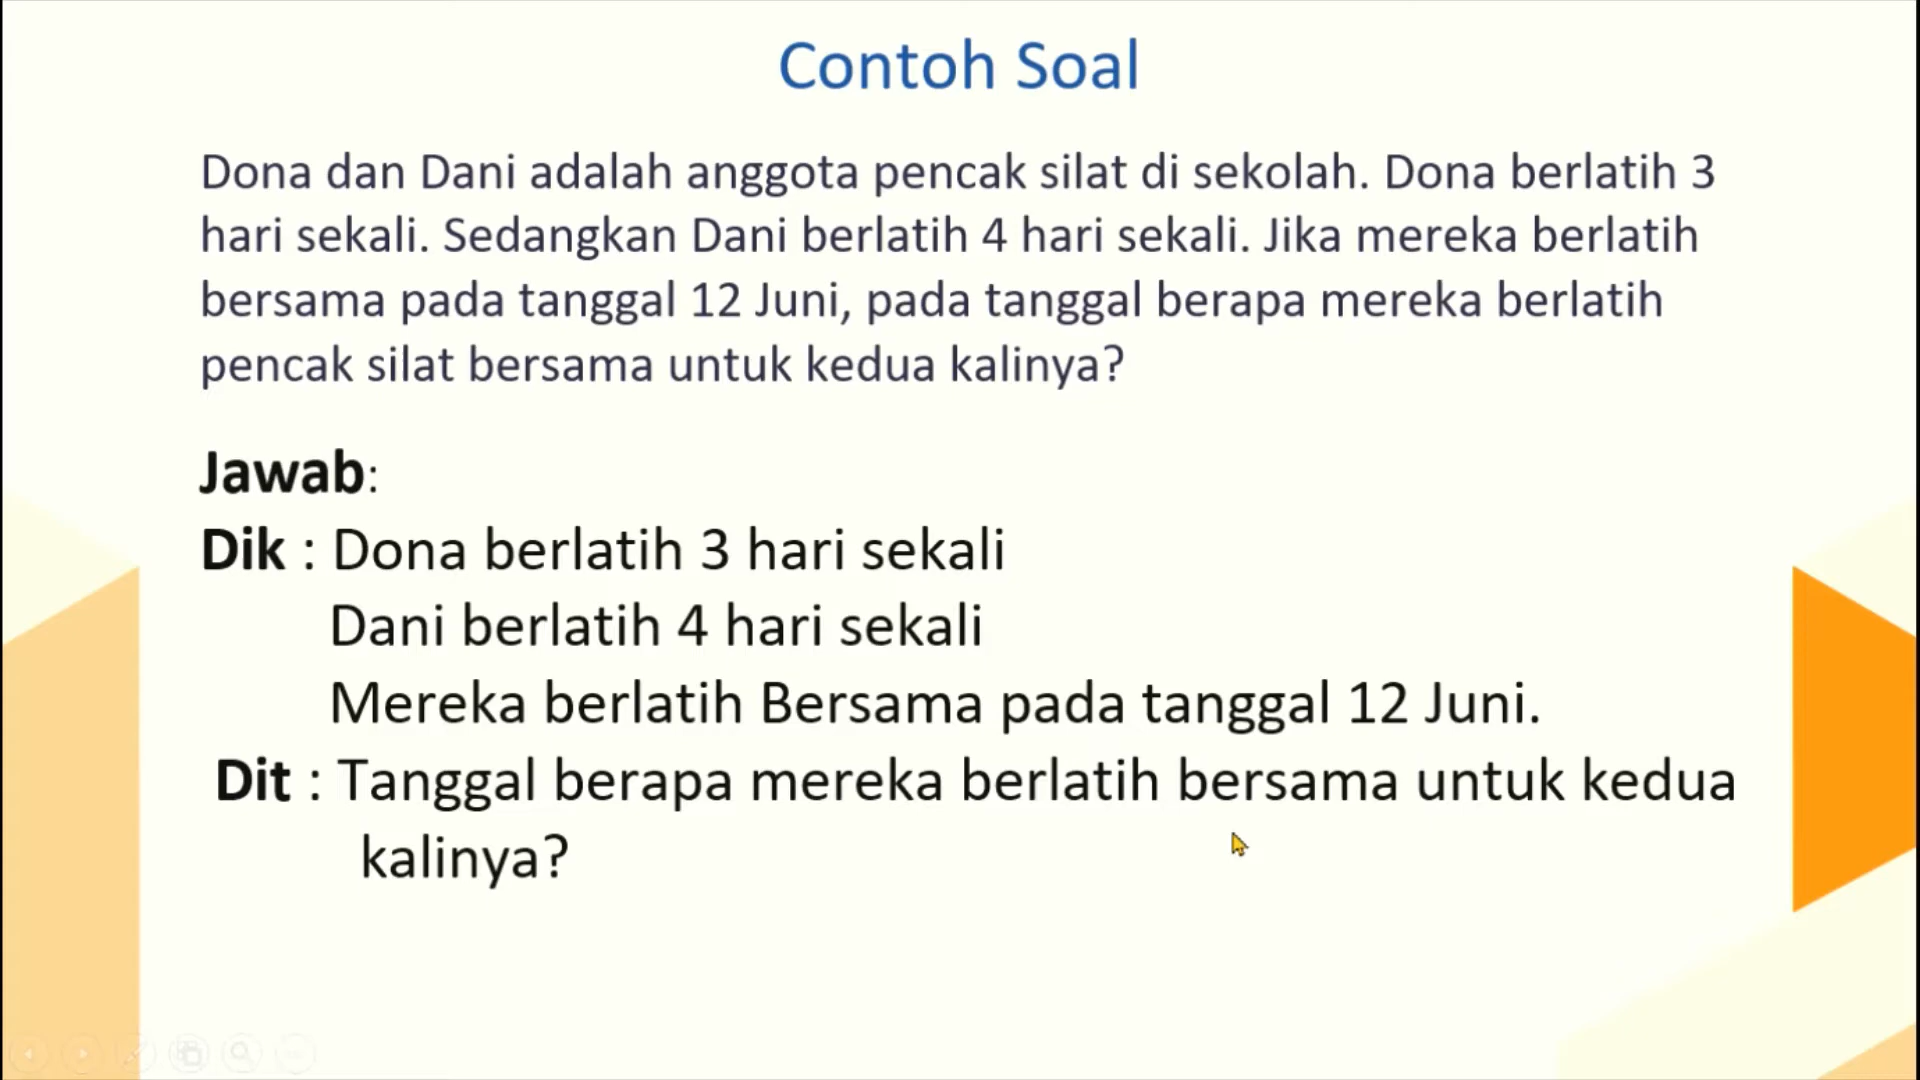 Contoh Soal
Dona dan Dani adalah anggota pencak silat di sekolah. Dona berlatih 3
hari sekali. Sedangkan Dani berlatih 4 hari sekali. Jika mereka berlatih
bersama pada tanggal 12 Juni, pada tanggal berapa mereka berlatih
pencak silat bersama untuk kedua kalinya?
Jawab:
Dik : Dona berlatih 3 hari sekali
Dani berlatih 4 hari sekali
Mereka berlatih Bersama pada tanggal 12 Juni.
Dit : Tanggal berapa mereka berlatih bersama untuk kedua
kalinya?